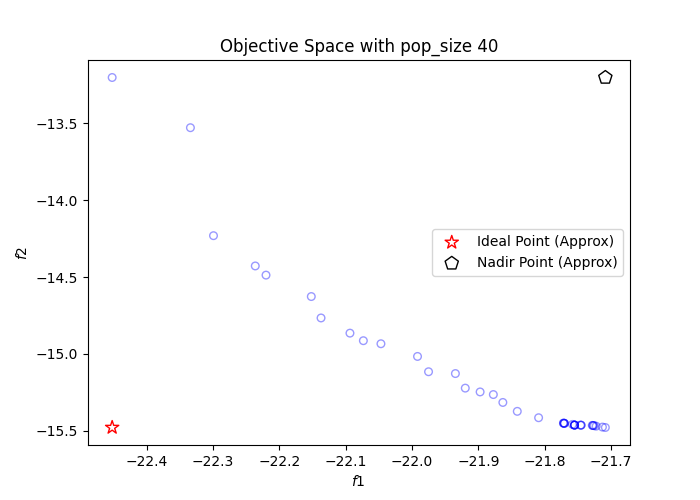 Objective Space with pop_size 40
−13.5
−14.0
−14.5
−15.0
−15.5
f2
Ideal Point (Approx)
Nadir Point (Approx)
−22.4
−22.3
−22.2
−22.1
−22.0
−21.9
−21.8
−21.7
f1